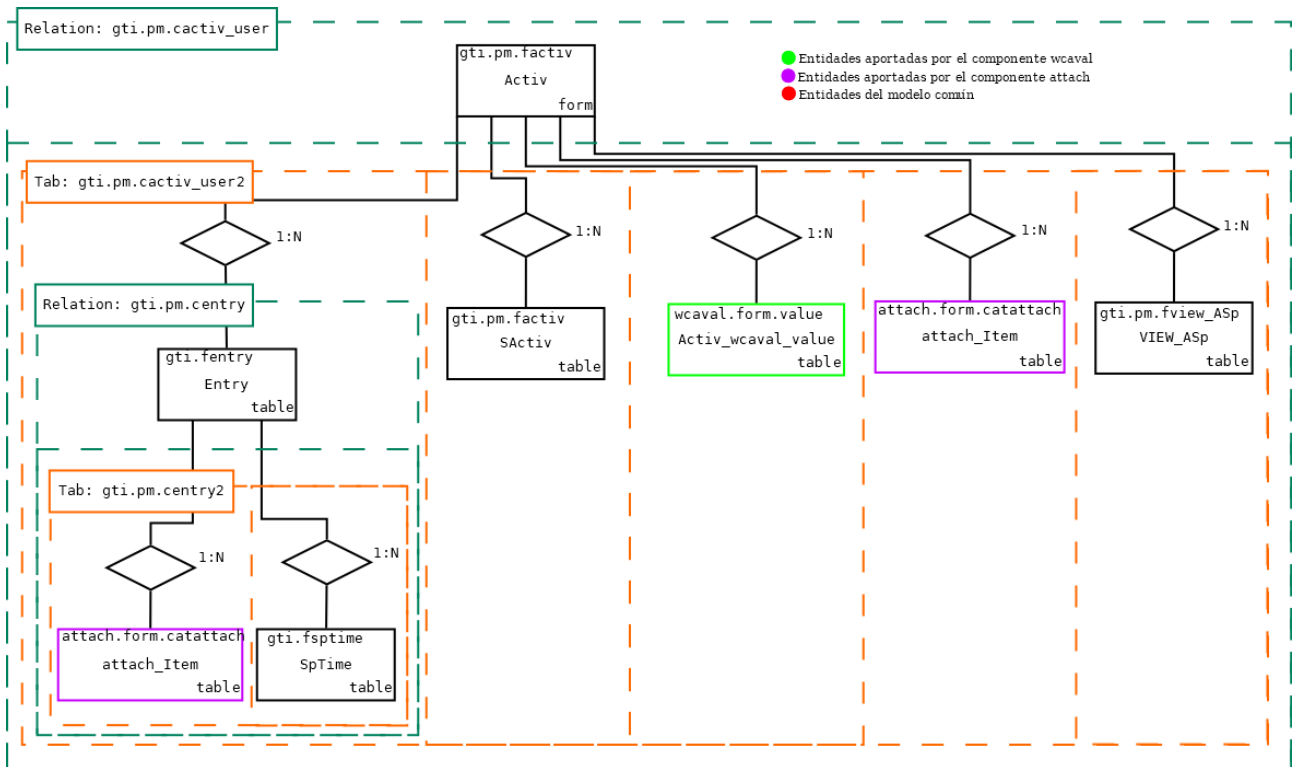 Relation: gti.pm.cactiv_user
gti.pm.factiv
Activ
form
Entidades aportadas por el componente wcaval
Entidades aportadas por el componente attach
Entidades del modelo común
Tab: gti.pm.cactiv_user2
1:N
1:N
1:N
1:N
1:N
Relation: gti.pm.centry
gti.fentry
Entry
table
gti.pm.factiv
SActiv
table
wcaval.form.value
Activ_wcaval_value
table
attach.form.catattach
attach_Item
table
gti.pm.fview_ASp
VIEW_ASp
table
Tab: gti.pm.centry2
1:N
1:N
attach.form.catattach
attach_Item
table
gti.fsptime
SpTime
table